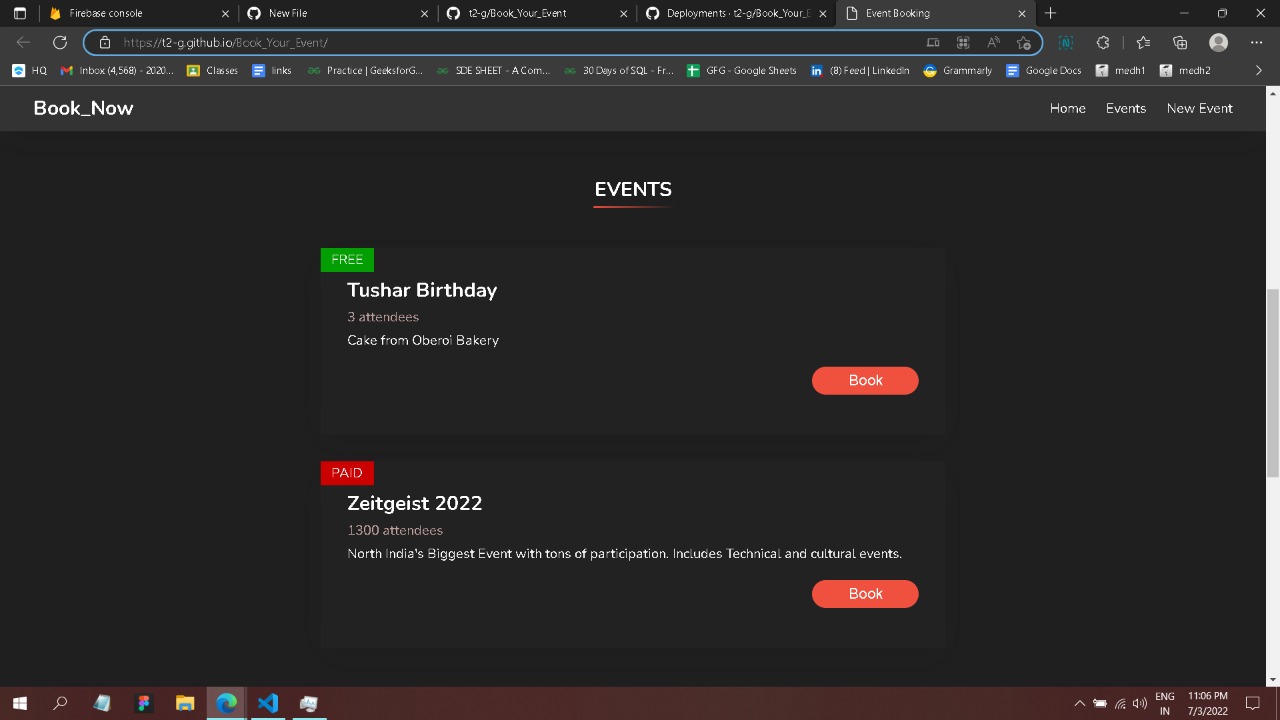 Firebase console
New File
t2-g/Book_Your_Event
Deployments · t2-g/Book_Your_E
Event Booking
https://t2-g.github.io/Book_Your_Event/
HQ
Inbox (4,569) - 2020...
Classes
links
Practice | GeeksforG...
SDE SHEET - A Com...
30 Days of SQL - Fr...
GFG - Google Sheets
(8) Feed | LinkedIn
Grammarly
Google Docs
medh1
medh2
Book_Now
Home
Events
New Event
EVENTS
FREE
Tushar Birthday
3 attendees
Cake from Oberoi Bakery
Book
PAID
Zeitgeist 2022
1300 attendees
North India's Biggest Event with tons of participation. Includes Technical and cultural events.
Book
ENG
IN
11:06 PM
7/3/2022